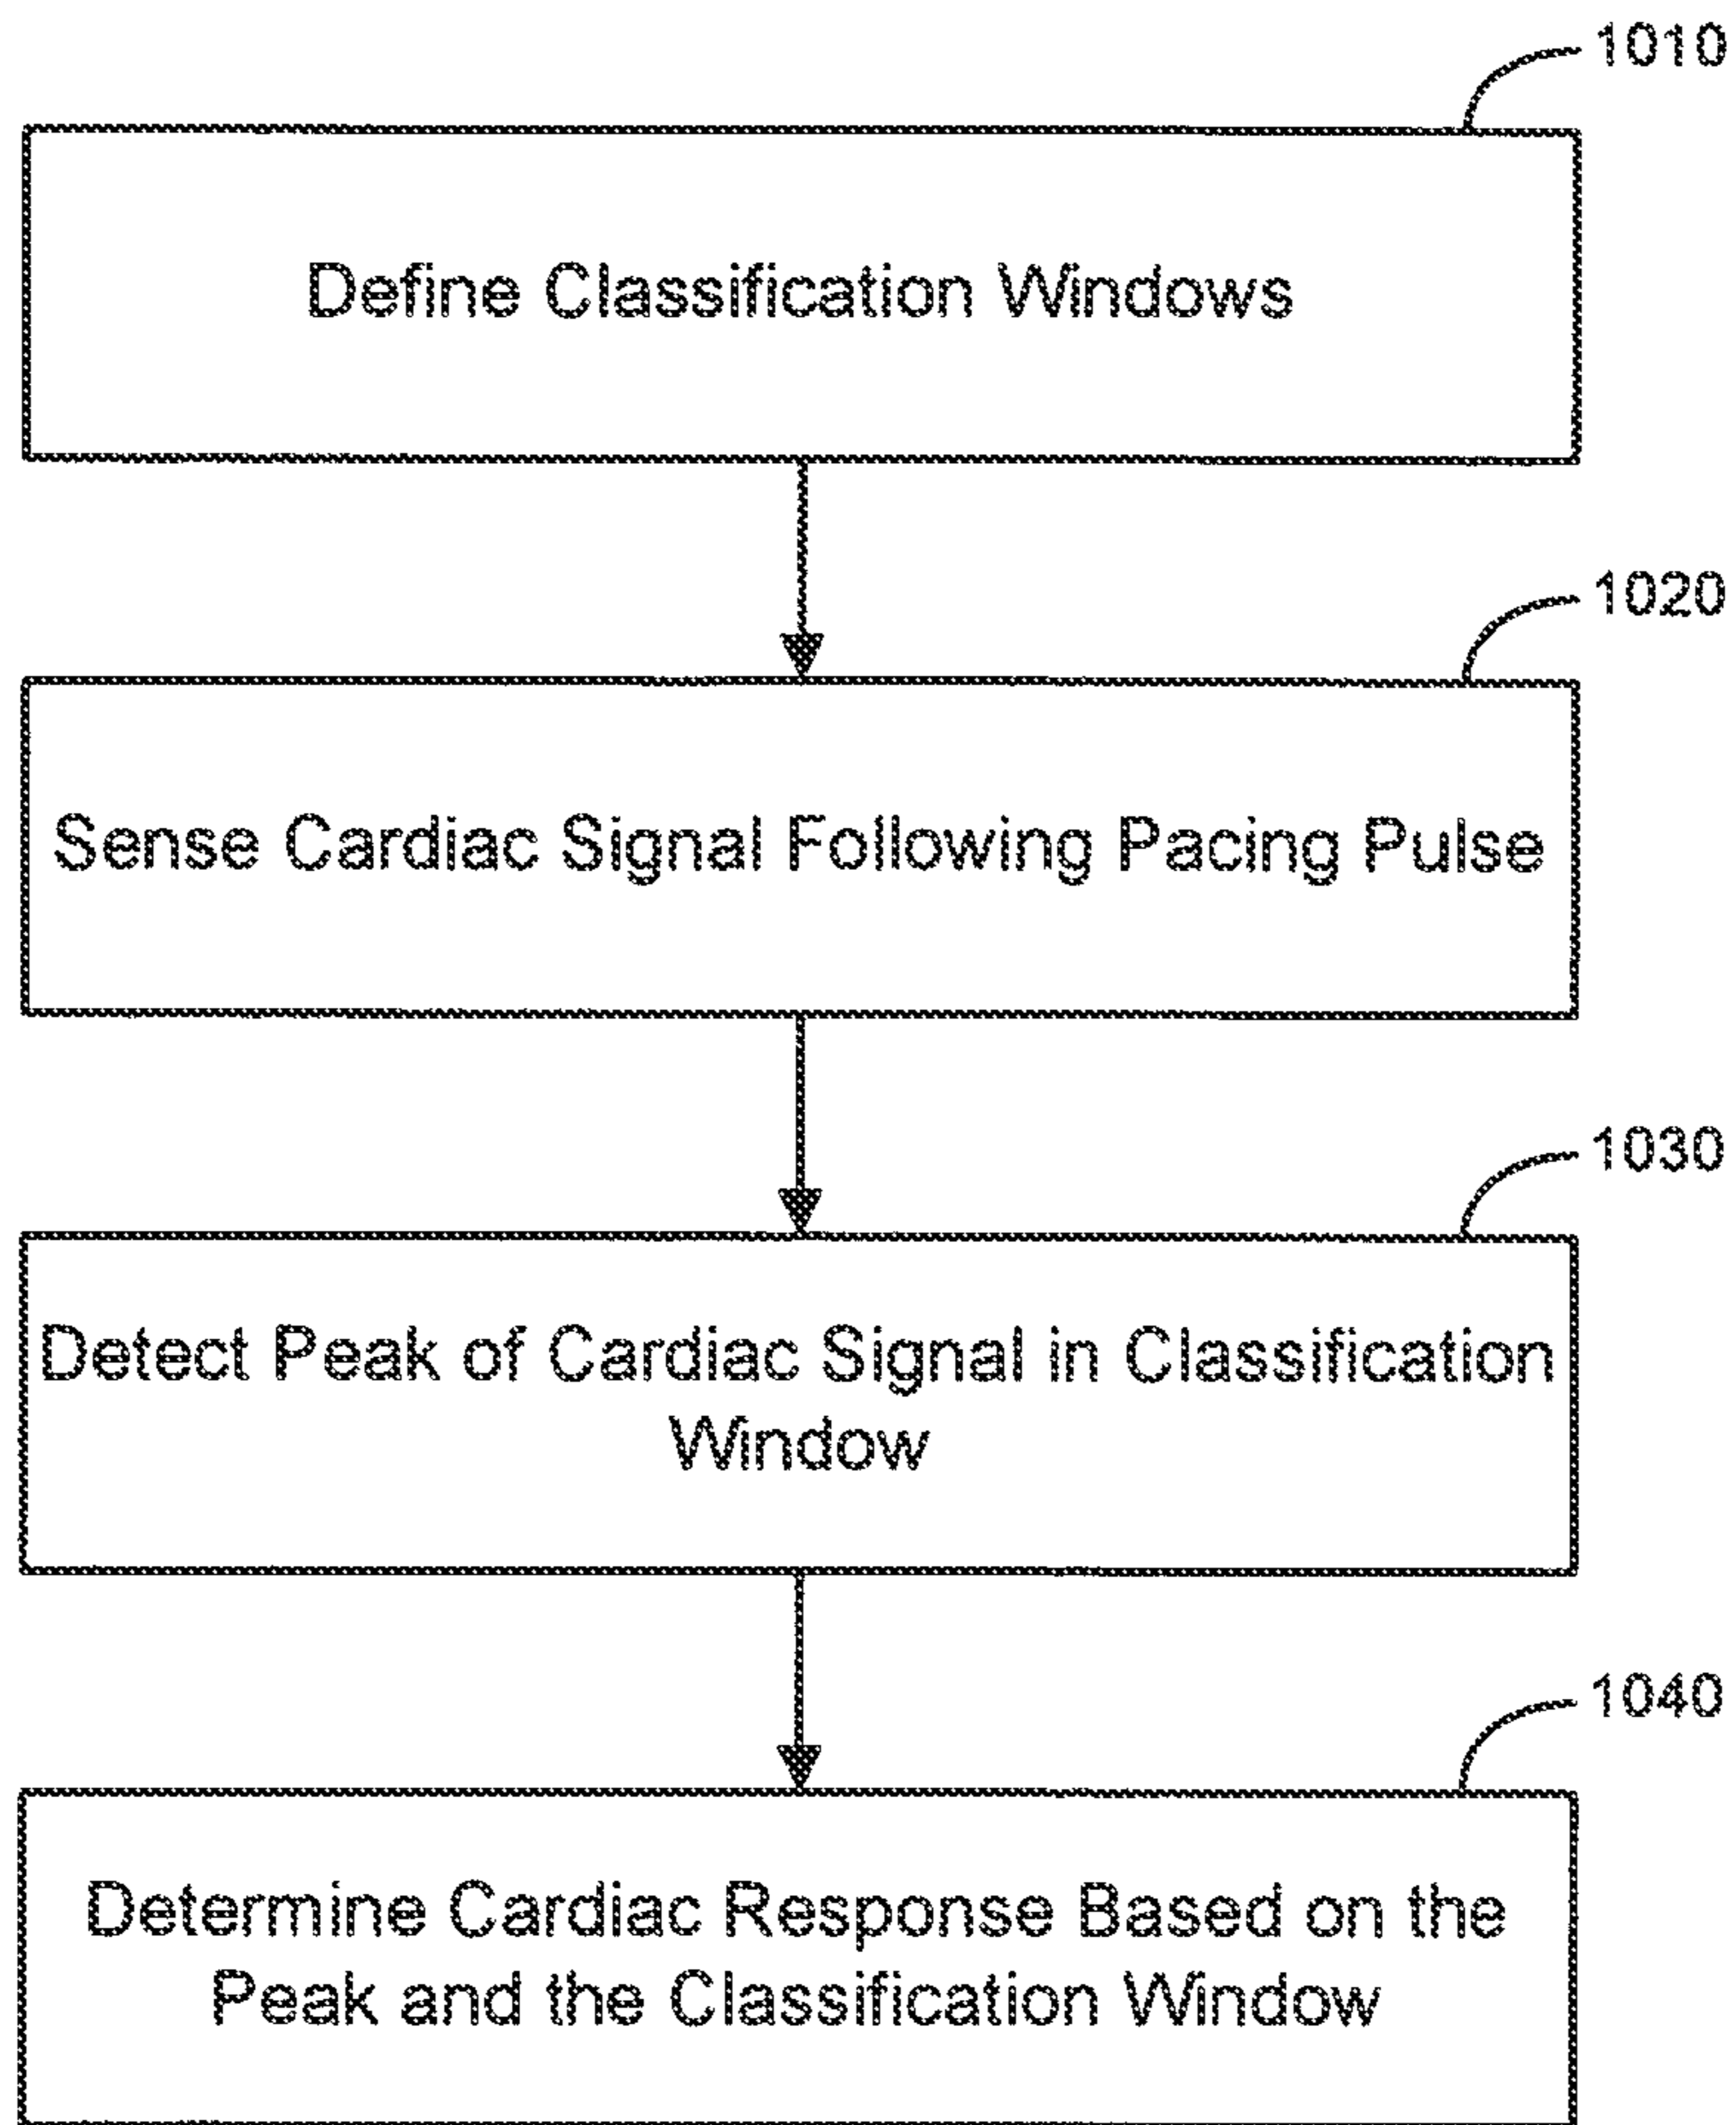 1010
Define Classification Windows
1020
Sense Cardiac Signal Following Pacing Pulse
1030
Detect Peak of Cardiac Signal in Classification
Window
1040
Determine Cardiac Response Based on the
Peak and the Classification Window